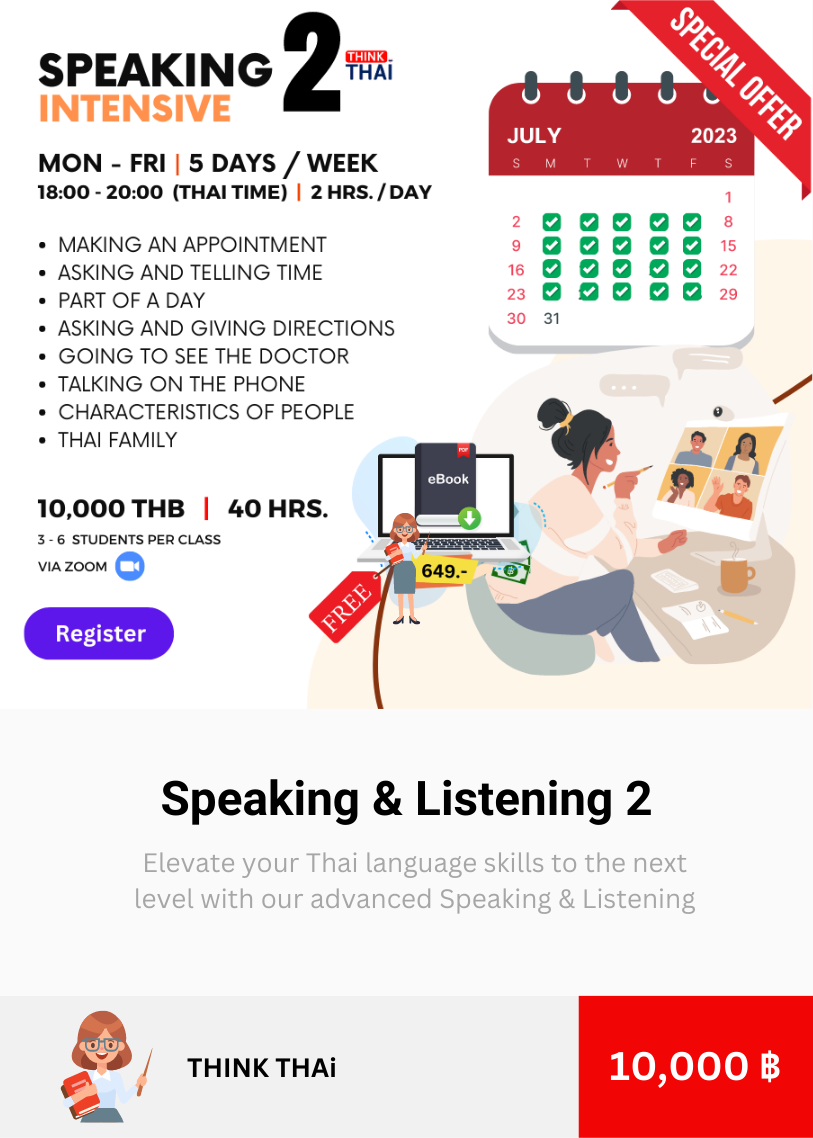 SPEAKING 2
INTENSIVE
THINK
THAi
SPECIAL OFFER
MON - FRI | 5 DAYS / WEEK
18:00 - 20:00 (THAI TIME) | 2 HRS. / DAY
JULY 2023
S M T W T F S
1
2 8
9 15
16 22
23 29
30 31
• MAKING AN APPOINTMENT
• ASKING AND TELLING TIME
• PART OF A DAY
• ASKING AND GIVING DIRECTIONS
• GOING TO SEE THE DOCTOR
• TALKING ON THE PHONE
• CHARACTERISTICS OF PEOPLE
• THAI FAMILY
PDF
eBook
649.-
FREE
10,000 THB | 40 HRS.
3 - 6 STUDENTS PER CLASS
VIA ZOOM
Register
Speaking & Listening 2
Elevate your Thai language skills to the next
level with our advanced Speaking & Listening
THINK THAi
10,000 ฿